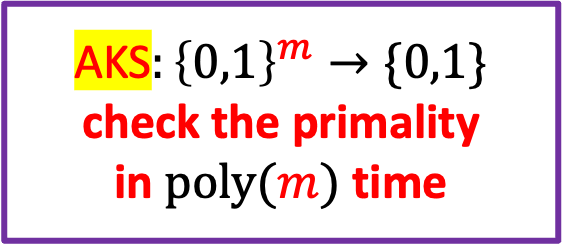 AKS: {0,1}^m → {0,1}
check the primality
in poly(m) time